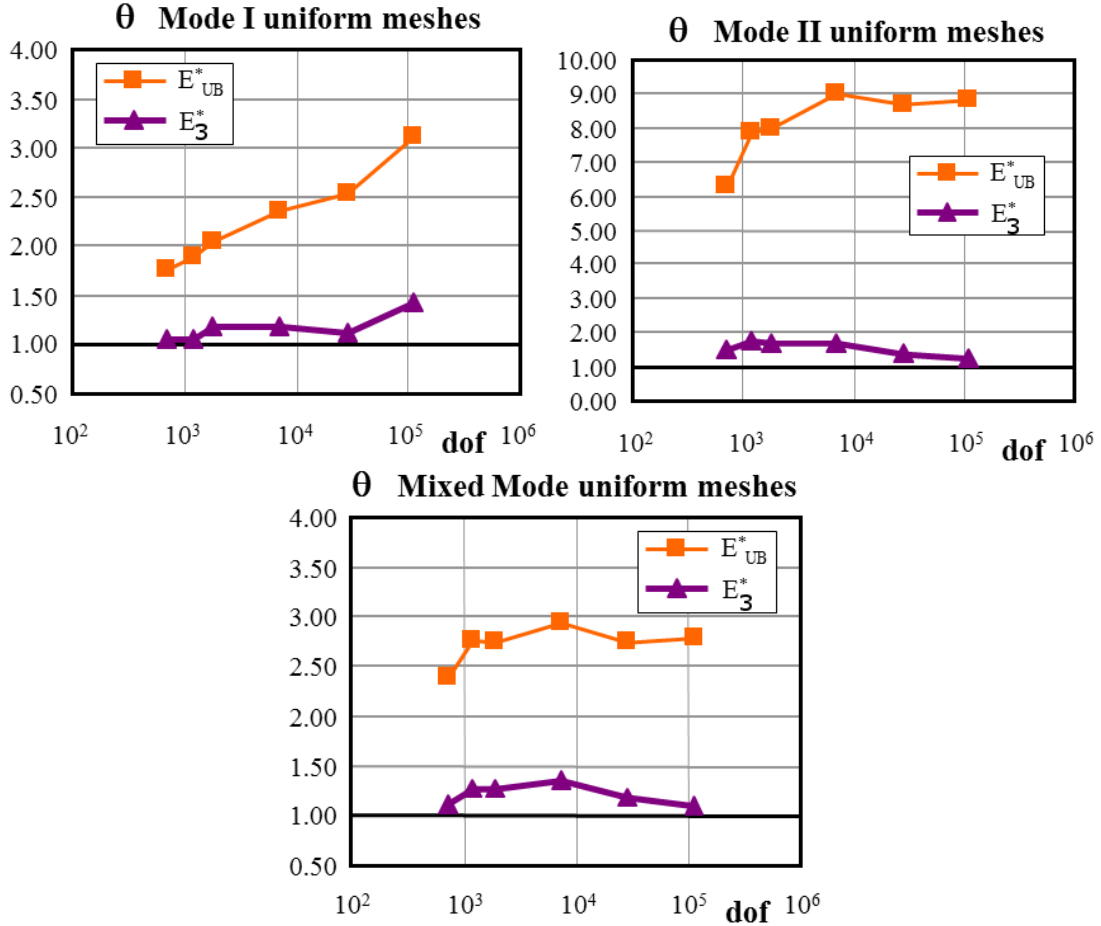 θ Mode I uniform meshes
4.00
3.50
3.00
2.50
2.00
1.50
1.00
0.50
E*UB
E*3
10² 10³ 10⁴ 10⁵ 10⁶
dof
θ Mode II uniform meshes
10.00
9.00
8.00
7.00
6.00
5.00
4.00
3.00
2.00
1.00
0.00
E*UB
E*3
10² 10³ 10⁴ 10⁵ 10⁶
dof
θ Mixed Mode uniform meshes
4.00
3.50
3.00
2.50
2.00
1.50
1.00
0.50
E*UB
E*3
10² 10³ 10⁴ 10⁵ 10⁶
dof